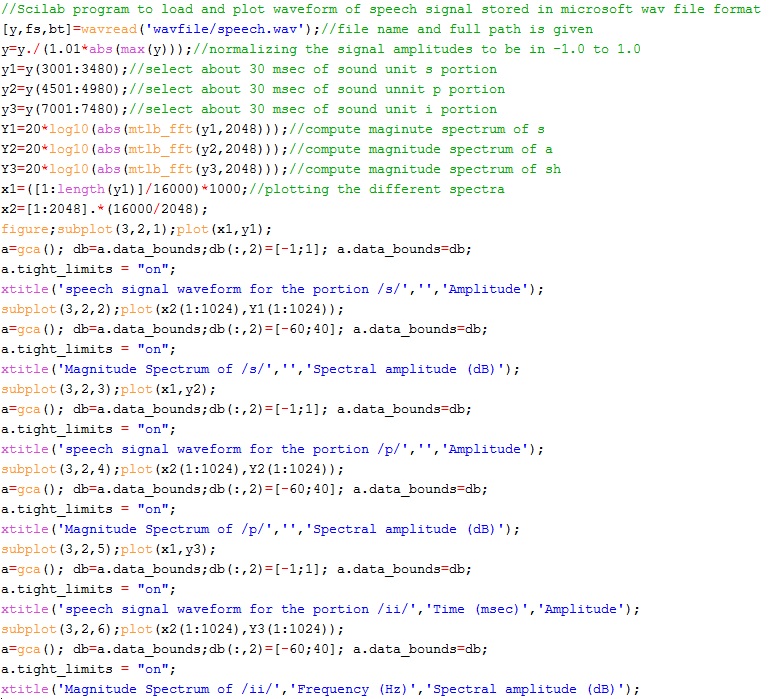 //Scilab program to load and plot waveform of speech signal stored in microsoft wav file format
[y,fs,bt]=wavread('wavfile/speech.wav');//file name and full path is given
y=y./(1.01*abs(max(y)));//normalizing the signal amplitudes to be in -1.0 to 1.0
y1=y(3001:3480);//select about 30 msec of sound unit s portion
y2=y(4501:4980);//select about 30 msec of sound unnit p portion
y3=y(7001:7480);//select about 30 msec of sound unit i portion
Y1=20*log10(abs(mtlb_fft(y1,2048)));//compute maginute spectrum of s
Y2=20*log10(abs(mtlb_fft(y2,2048)));//compute magnitude spectrum of a
Y3=20*log10(abs(mtlb_fft(y3,2048)));//compute magnitude spectrum of sh
x1=([1:length(y1)]/16000)*1000;//plotting the different spectra
x2=[1:2048].*(16000/2048);
figure;subplot(3,2,1);plot(x1,y1);
a=gca(); db=a.data_bounds;db(:,2)=[-1;1]; a.data_bounds=db;
a.tight_limits = "on";
xtitle('speech signal waveform for the portion /s/','','Amplitude');
subplot(3,2,2);plot(x2(1:1024),Y1(1:1024));
a=gca(); db=a.data_bounds;db(:,2)=[-60;40]; a.data_bounds=db;
a.tight_limits = "on";
xtitle('Magnitude Spectrum of /s/','','Spectral amplitude (dB)');
subplot(3,2,3);plot(x1,y2);
a=gca(); db=a.data_bounds;db(:,2)=[-1;1]; a.data_bounds=db;
a.tight_limits = "on";
xtitle('speech signal waveform for the portion /p/','','Amplitude');
subplot(3,2,4);plot(x2(1:1024),Y2(1:1024));
a=gca(); db=a.data_bounds;db(:,2)=[-60;40]; a.data_bounds=db;
a.tight_limits = "on";
xtitle('Magnitude Spectrum of /p/','','Spectral amplitude (dB)');
subplot(3,2,5);plot(x1,y3);
a=gca(); db=a.data_bounds;db(:,2)=[-1;1]; a.data_bounds=db;
a.tight_limits = "on";
xtitle('speech signal waveform for the portion /ii/','Time (msec)','Amplitude');
subplot(3,2,6);plot(x2(1:1024),Y3(1:1024));
a=gca(); db=a.data_bounds;db(:,2)=[-60;40]; a.data_bounds=db;
a.tight_limits = "on";
xtitle('Magnitude Spectrum of /ii/','Frequency (Hz)','Spectral amplitude (dB)');